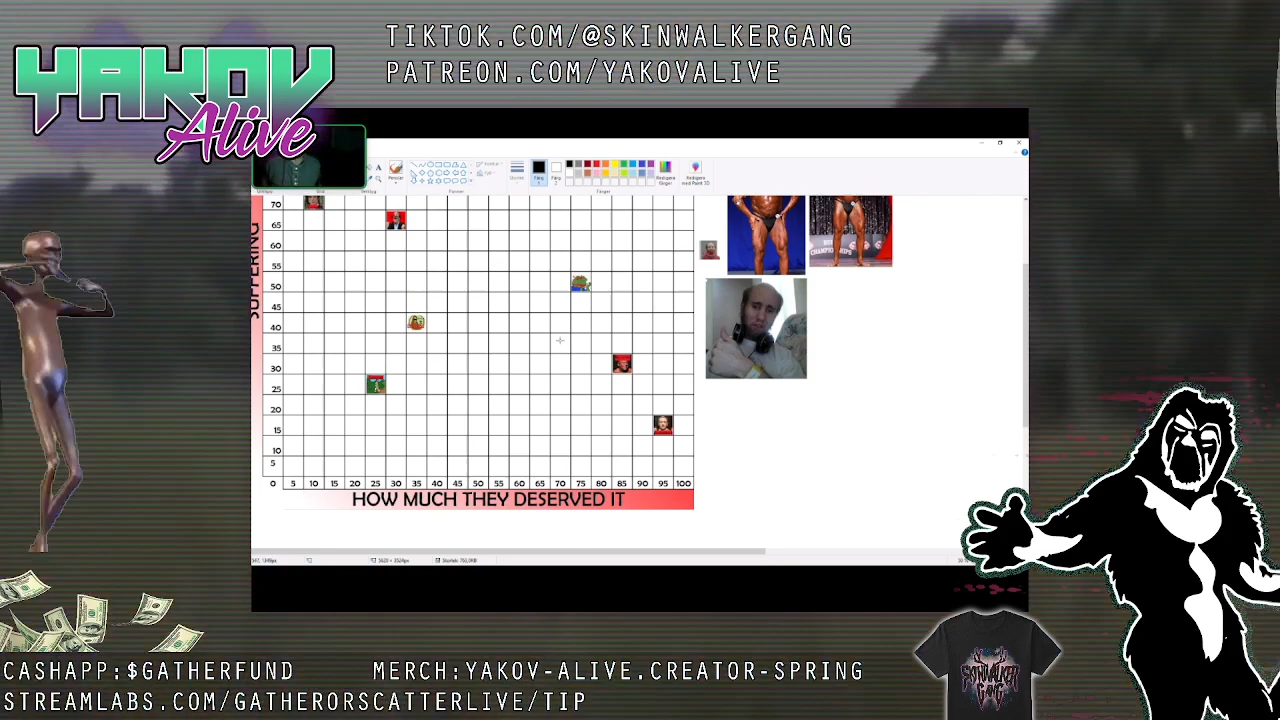 TIKTOK.COM/@SKINWALKERGANG
PATREON.COM/YAKOVALIVE
YAKOV
Alive
70
65
60
55
50
45
40
35
30
25
20
15
10
5
SUFFERING
0 5 10 15 20 25 30 35 40 45 50 55 60 65 70 75 80 85 90 95 100
HOW MUCH THEY DESERVED IT
CASHAPP:$GATHERFUND
MERCH:YAKOV-ALIVE.CREATOR-SPRING
STREAMLABS.COM/GATHERORSCATTERLIVE/TIP
SKINWALKER
GANG